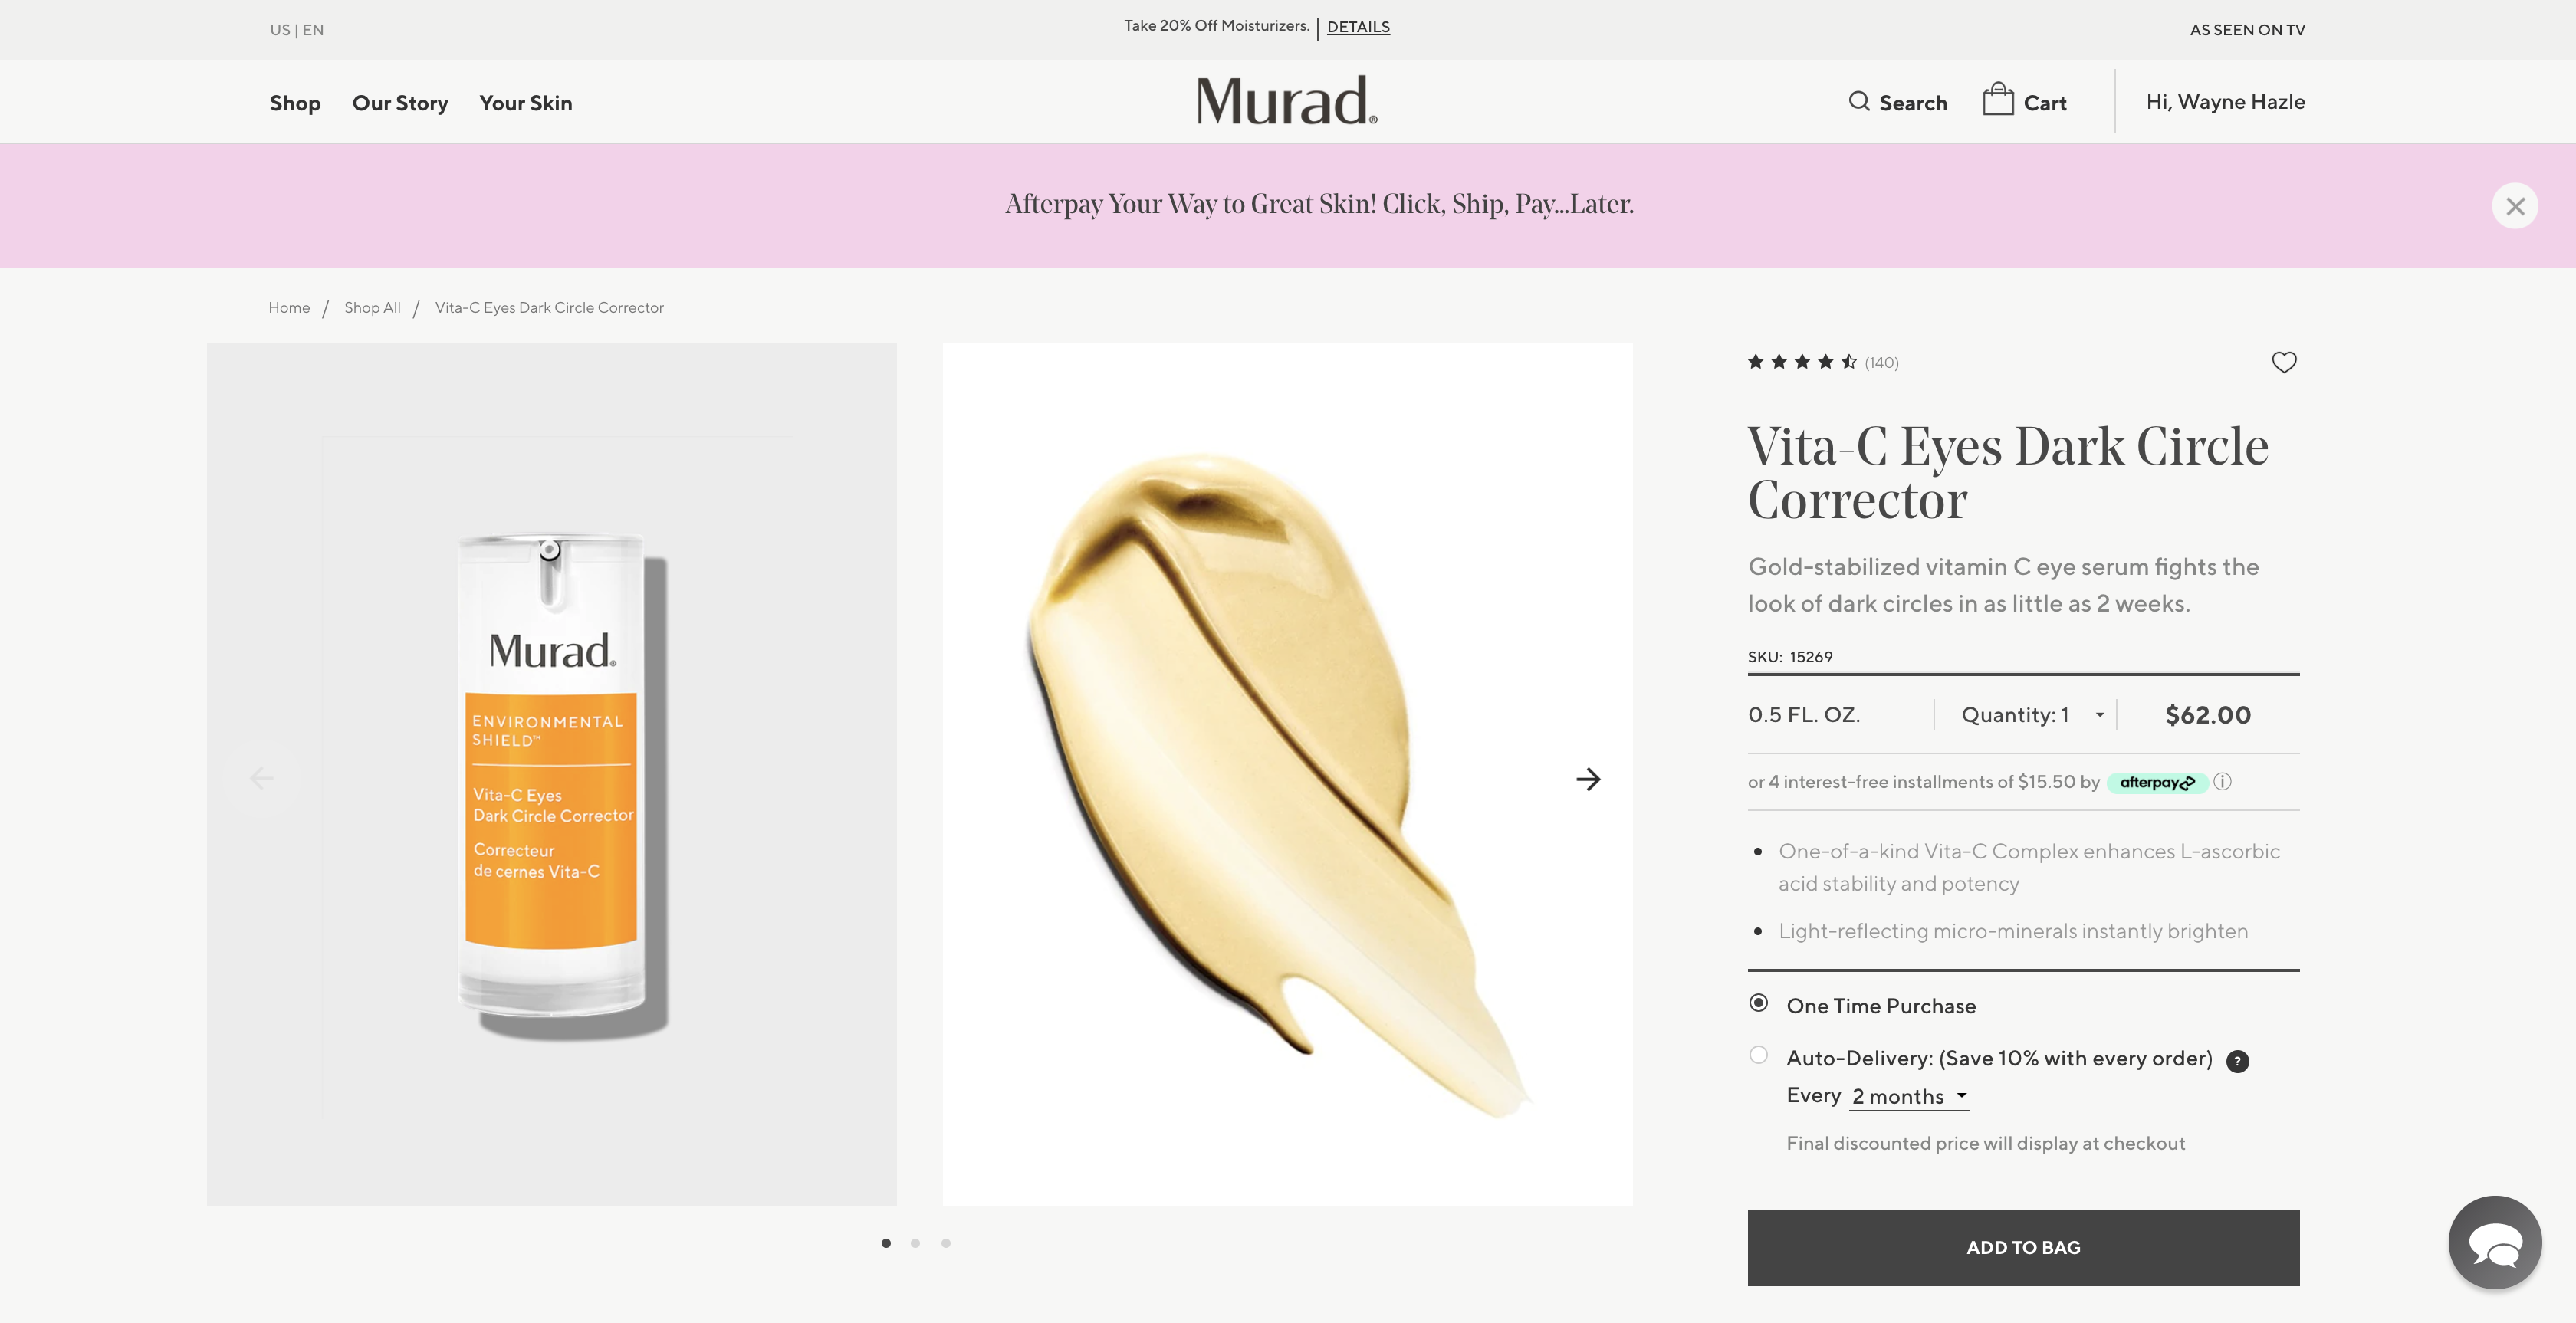 US | EN
Take 20% Off Moisturizers. | DETAILS
AS SEEN ON TV
Shop
Our Story
Your Skin
Murad®
Search
Cart
Hi, Wayne Hazle
Afterpay Your Way to Great Skin! Click, Ship, Pay...Later.
Home / Shop All / Vita-C Eyes Dark Circle Corrector
Murad®
ENVIRONMENTAL
SHIELD™
Vita-C Eyes
Dark Circle Corrector
Correcteur
de cernes Vita-C
(140)
Vita-C Eyes Dark Circle
Corrector
Gold-stabilized vitamin C eye serum fights the
look of dark circles in as little as 2 weeks.
SKU: 15269
0.5 FL. OZ.
Quantity: 1
$62.00
or 4 interest-free installments of $15.50 by afterpay
One-of-a-kind Vita-C Complex enhances L-ascorbic
acid stability and potency
Light-reflecting micro-minerals instantly brighten
One Time Purchase
Auto-Delivery: (Save 10% with every order) ?
Every 2 months
Final discounted price will display at checkout
ADD TO BAG